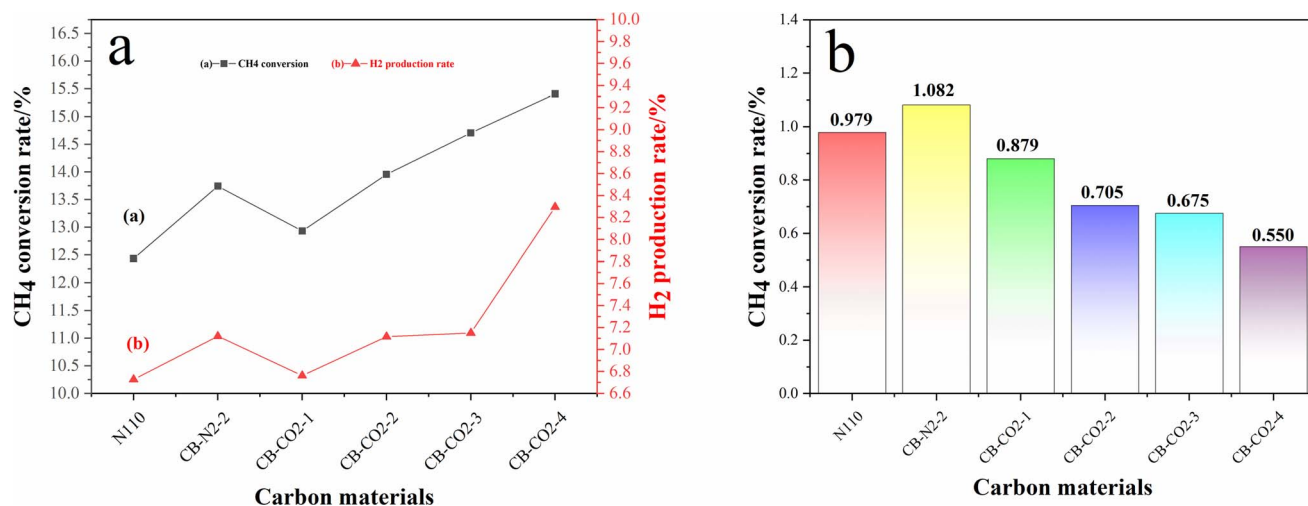 a
(a) CH4 conversion (b) H2 production rate
16.5
16.0
15.5
15.0
14.5
14.0
13.5
13.0
12.5
12.0
11.5
11.0
10.5
10.0
CH4 conversion rate/%
(a)
(b)
10.0
9.8
9.6
9.4
9.2
9.0
8.8
8.6
8.4
8.2
8.0
7.8
7.6
7.4
7.2
7.0
6.8
6.6
H2 production rate/%
N110
CB-N2-2
CB-CO2-1
CB-CO2-2
CB-CO2-3
CB-CO2-4
Carbon materials
b
1.4
1.2
1.0
0.8
0.6
0.4
0.2
0.0
CH4 conversion rate/%
0.979
1.082
0.879
0.705
0.675
0.550
N110
CB-N2-2
CB-CO2-1
CB-CO2-2
CB-CO2-3
CB-CO2-4
Carbon materials